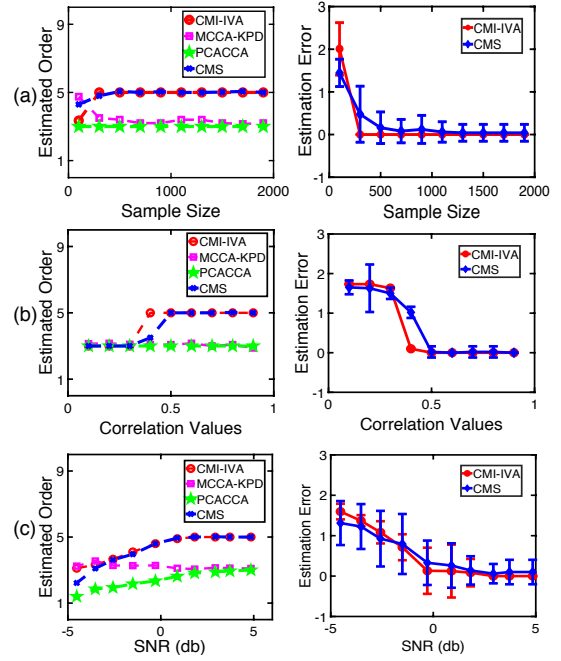 (a)
Estimated Order
9
5
1
0
1000
2000
Sample Size
CMI-IVA
MCCA-KPD
PCACCA
CMS
Estimation Error
3
2
1
0
-1
0
500
1000
1500
2000
Sample Size
CMI-IVA
CMS
(b)
Estimated Order
9
5
1
0
0.5
1
Correlation Values
CMI-IVA
MCCA-KPD
PCACCA
CMS
Estimation Error
3
2
1
0
-1
0
0.5
1
Correlation Values
CMI-IVA
CMS
(c)
Estimated Order
9
5
1
-5
0
5
SNR (db)
CMI-IVA
MCCA-KPD
PCACCA
CMS
Estimation Error
3
2
1
0
-1
-5
0
5
SNR (db)
CMI-IVA
CMS